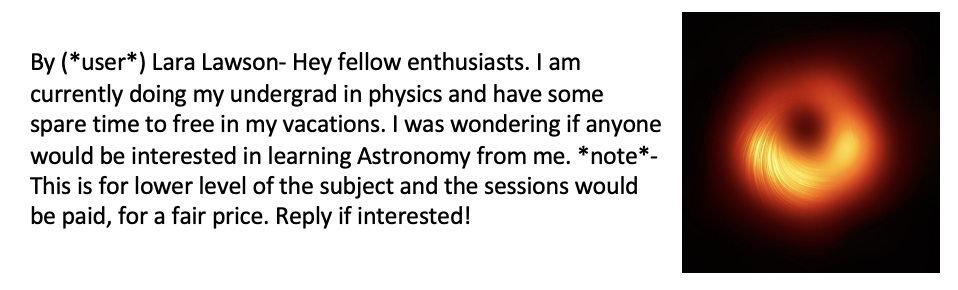 By (*user*) Lara Lawson- Hey fellow enthusiasts. I am
currently doing my undergrad in physics and have some
spare time to free in my vacations. I was wondering if anyone
would be interested in learning Astronomy from me. *note*-
This is for lower level of the subject and the sessions would
be paid, for a fair price. Reply if interested!